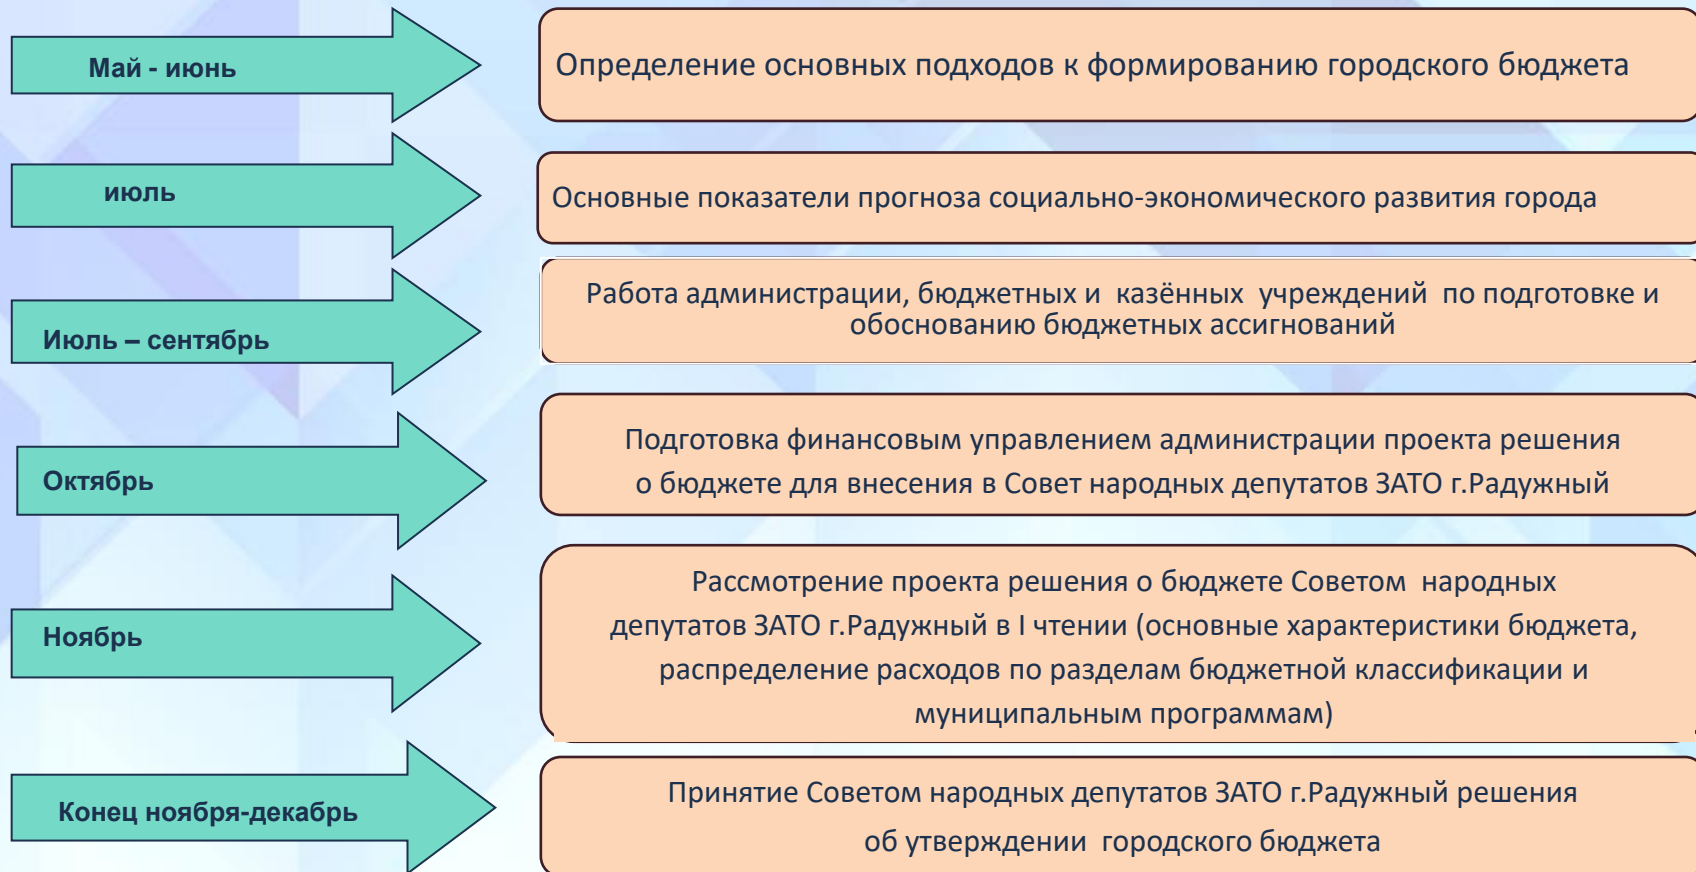 Май - июнь
Определение основных подходов к формированию городского бюджета
июль
Основные показатели прогноза социально-экономического развития города
Июль – сентябрь
Работа администрации, бюджетных и казённых учреждений по подготовке и
обоснованию бюджетных ассигнований
Октябрь
Подготовка финансовым управлением администрации проекта решения
о бюджете для внесения в Совет народных депутатов ЗАТО г.Радужный
Ноябрь
Рассмотрение проекта решения о бюджете Советом народных
депутатов ЗАТО г.Радужный в I чтении (основные характеристики бюджета,
распределение расходов по разделам бюджетной классификации и
муниципальным программам)
Конец ноября-декабрь
Принятие Советом народных депутатов ЗАТО г.Радужный решения
об утверждении городского бюджета